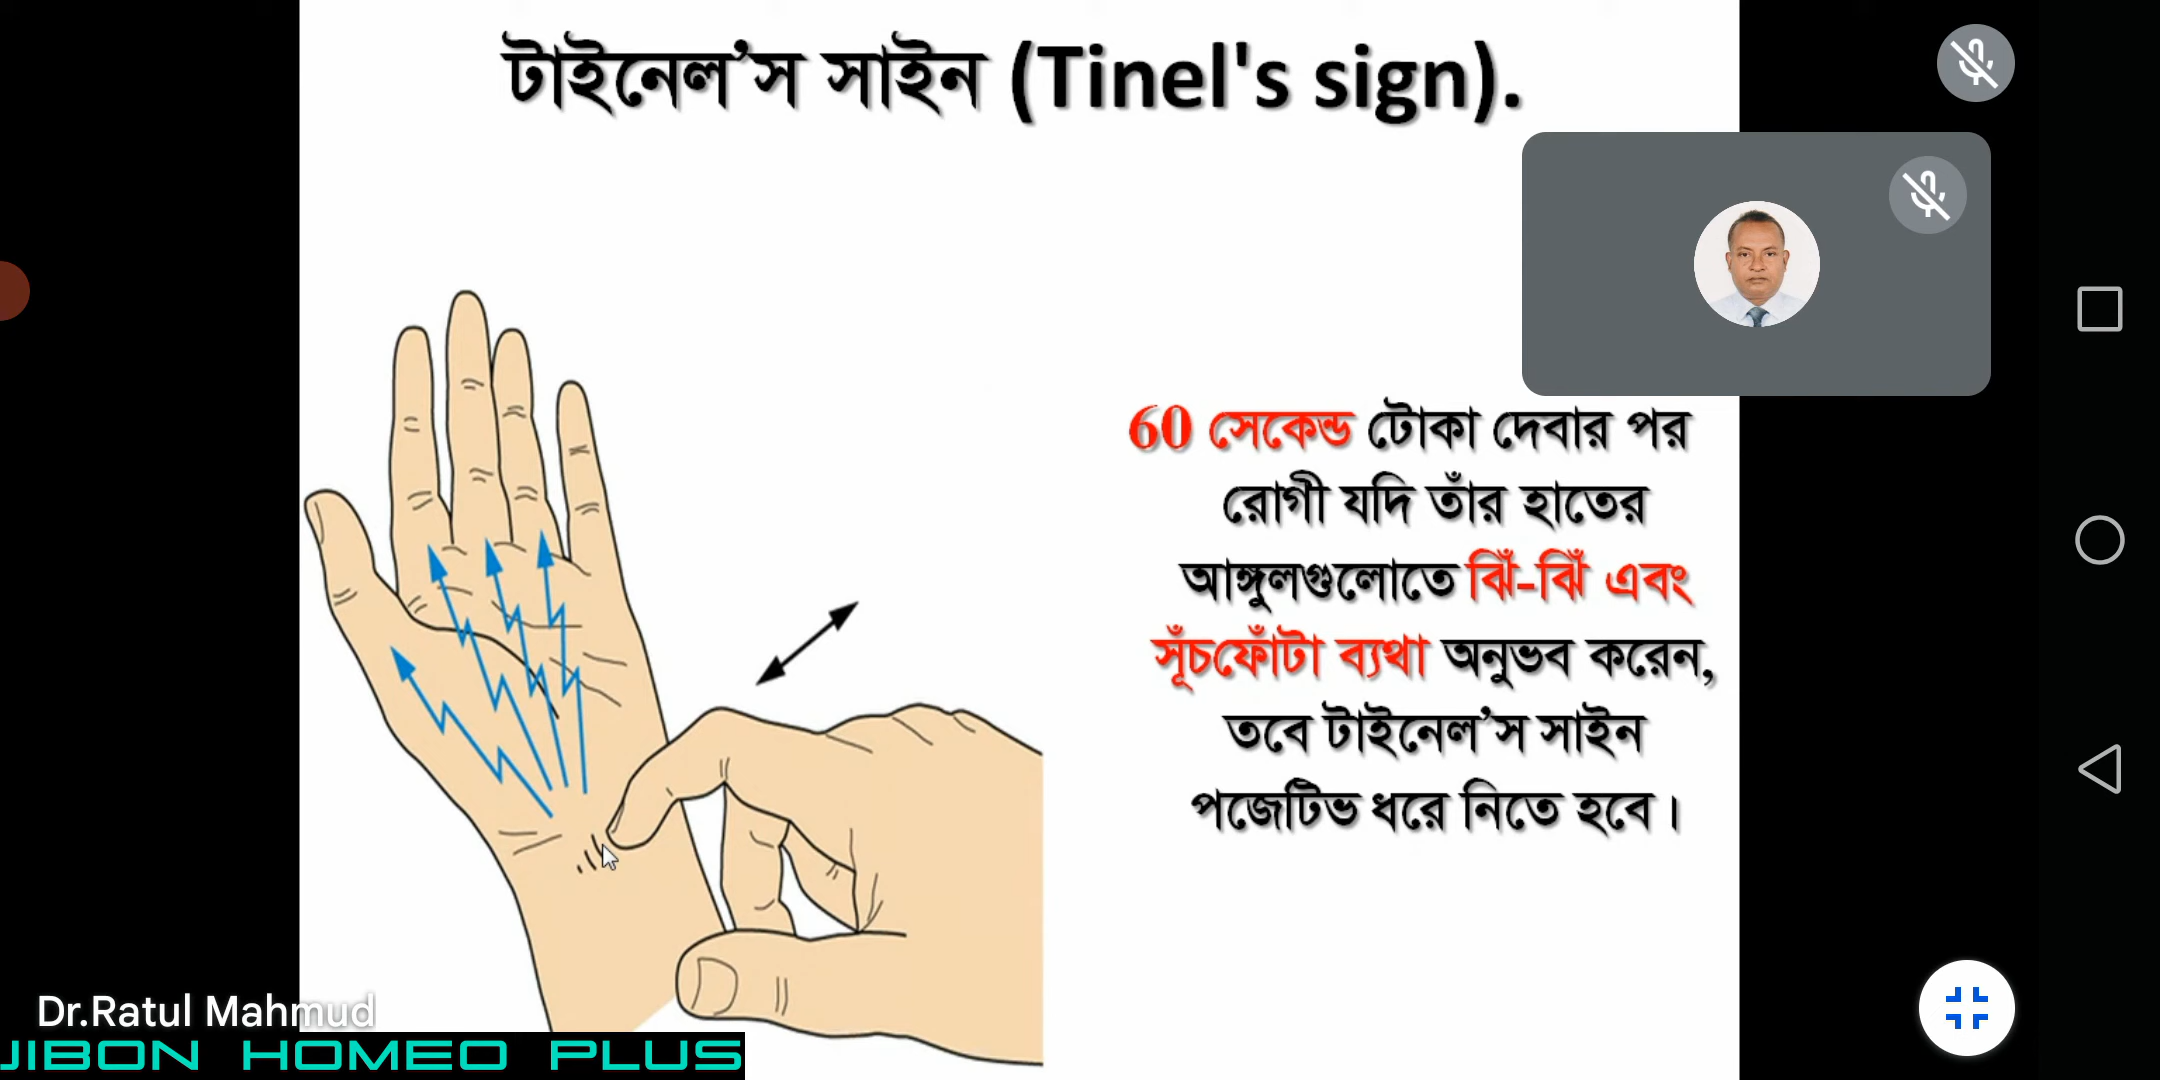 টাইনেল’স সাইন (Tinel's sign).
60 সেকেন্ড টোকা দেবার পর
রোগী যদি তাঁর হাতের
আঙ্গুলগুলোতে ঝিঁ-ঝিঁ এবং
সূঁচফোঁটা ব্যথা অনুভব করেন,
তবে টাইনেল’স সাইন
পজেটিভ ধরে নিতে হবে।
Dr.Ratul Mahmud
JIBON HOMEO PLUS